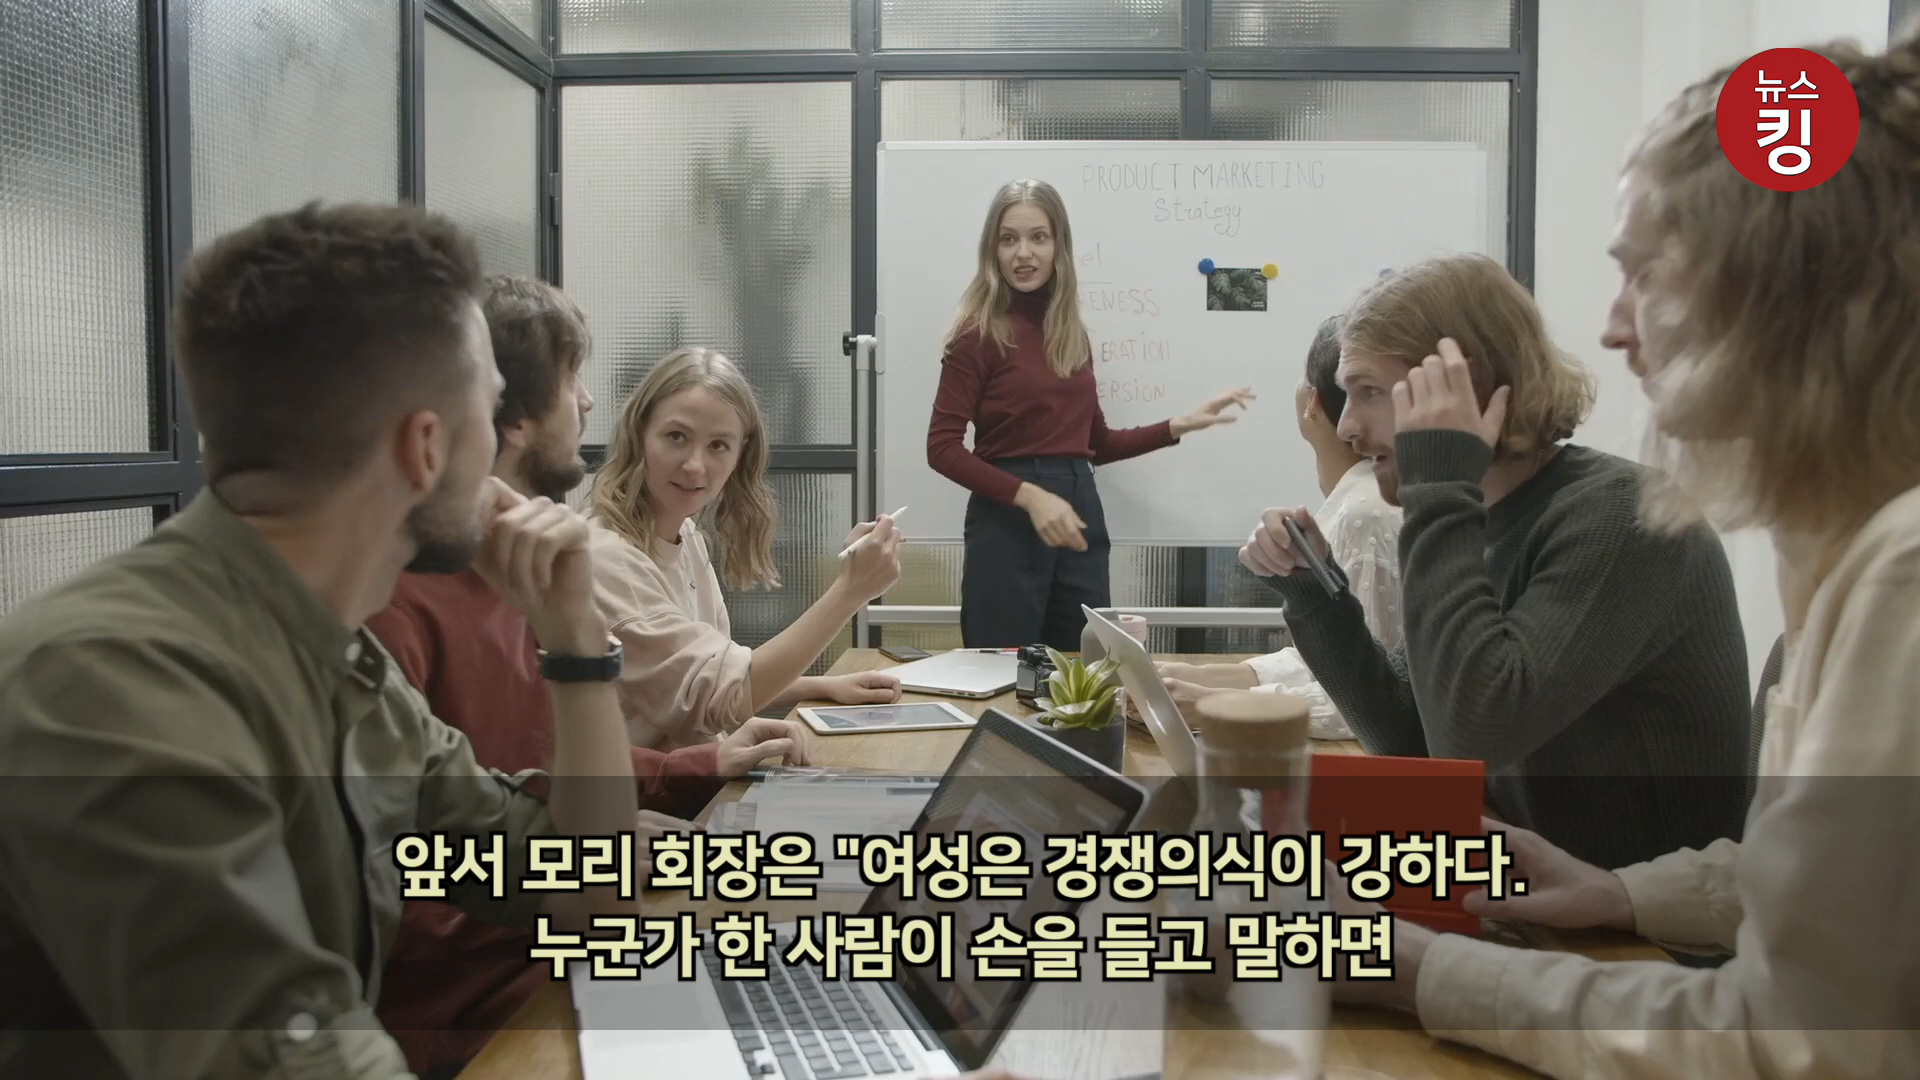 뉴스
킹
PRODUCT MARKETING
Strategy
앞서 모리 회장은 "여성은 경쟁의식이 강하다.
누군가 한 사람이 손을 들고 말하면